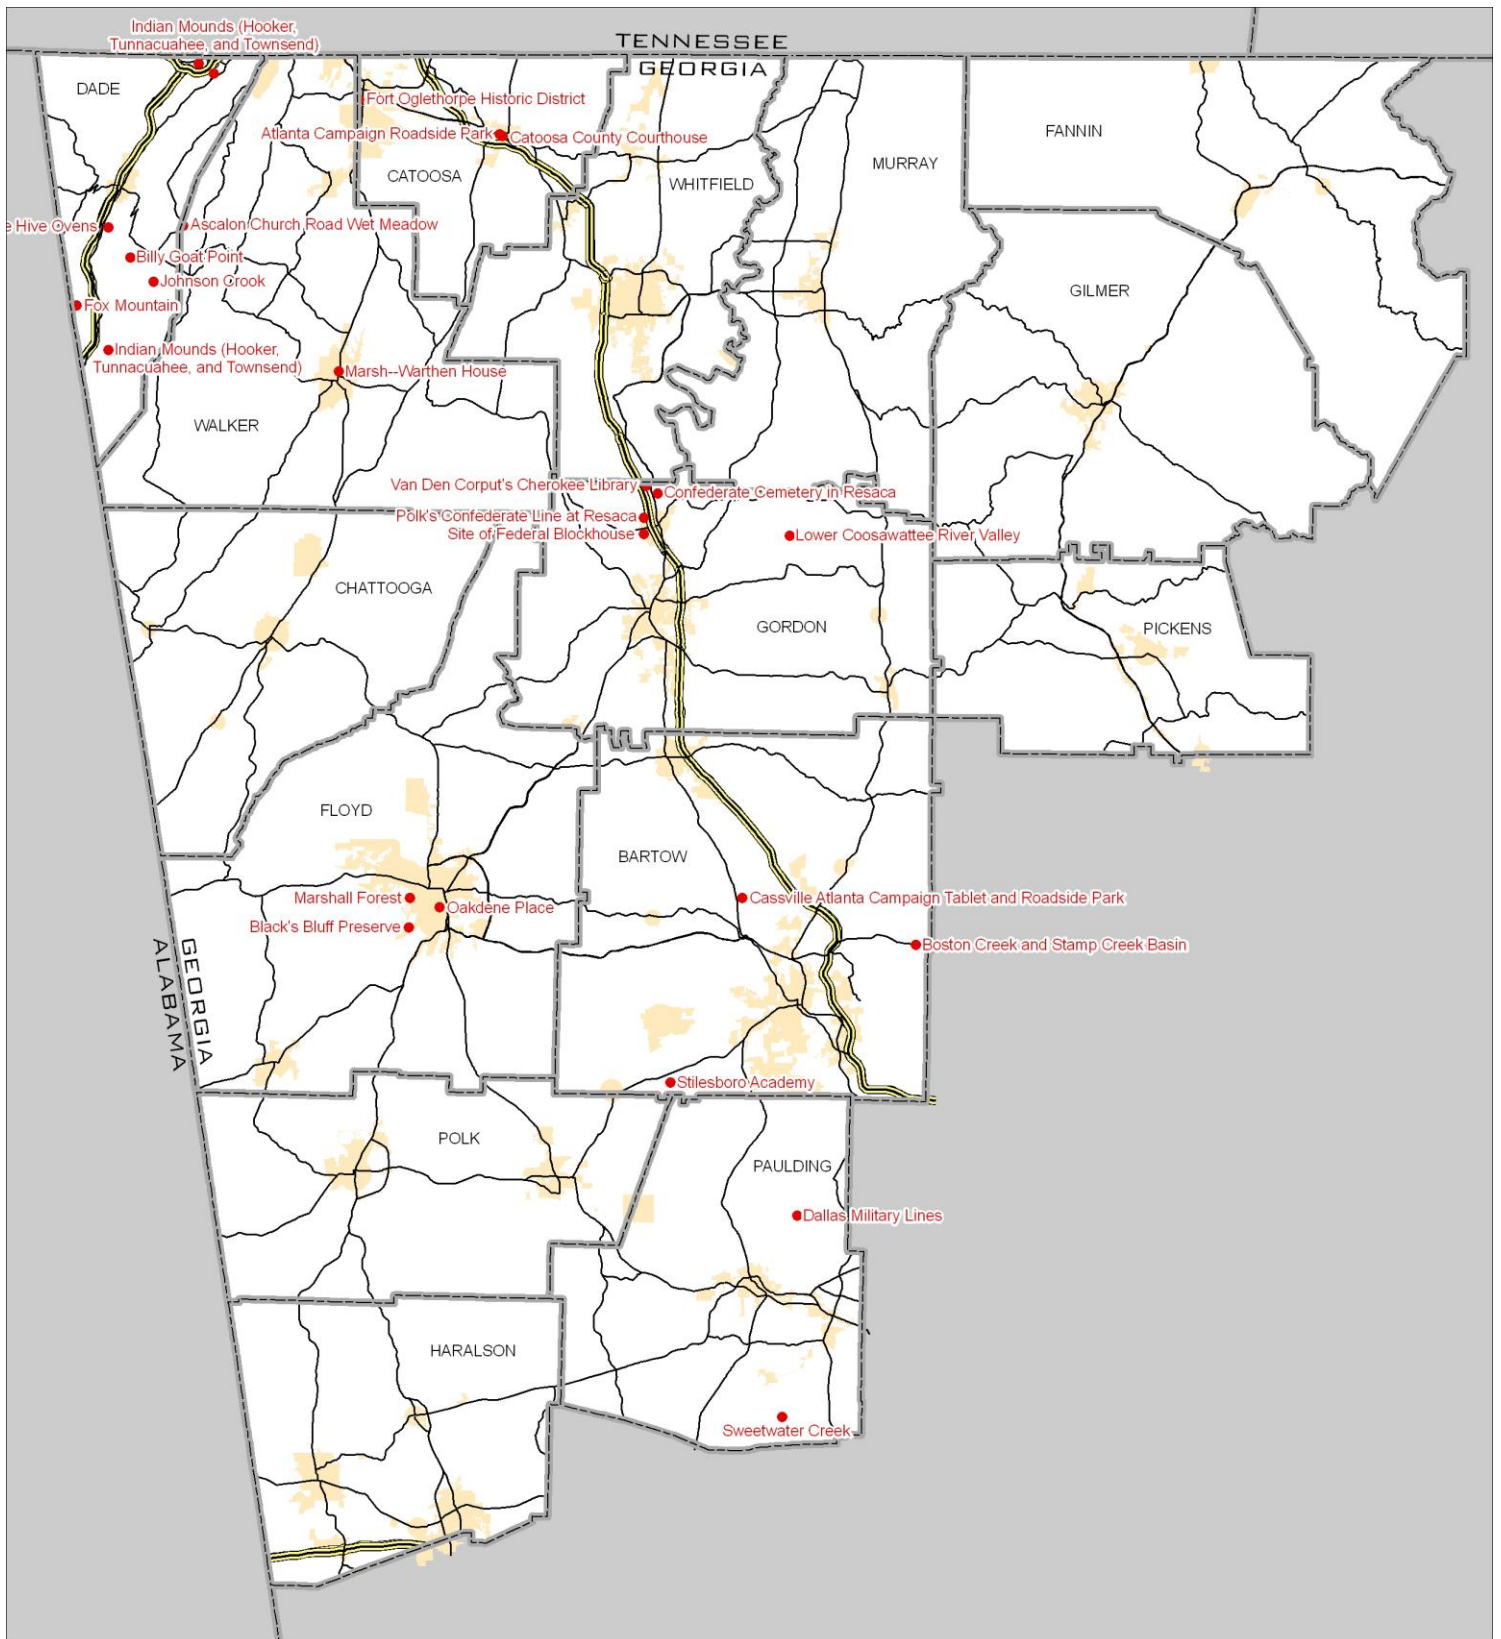 Indian Mounds (Hooker,
Tunnacuahee, and Townsend)
TENNESSEE
GEORGIA
DADE
Fort Oglethorpe Historic District
Atlanta Campaign Roadside Park
Catoosa County Courthouse
FANNIN
MURRAY
CATOOSA
WHITFIELD
e Hive Ovens
Ascalon Church Road Wet Meadow
Billy Goat Point
Johnson Crook
GILMER
Fox Mountain
Indian Mounds (Hooker,
Tunnacuahee, and Townsend)
Marsh--Warthen House
WALKER
Van Den Corput's Cherokee Library
Confederate Cemetery in Resaca
Polk's Confederate Line at Resaca
Site of Federal Blockhouse
Lower Coosawattee River Valley
CHATTOOGA
GORDON
PICKENS
FLOYD
BARTOW
Marshall Forest
Oakdene Place
Cassville Atlanta Campaign Tablet and Roadside Park
Black's Bluff Preserve
Boston Creek and Stamp Creek Basin
GEORGIA
ALABAMA
Stilesboro Academy
POLK
PAULDING
Dallas Military Lines
HARALSON
Sweetwater Creek